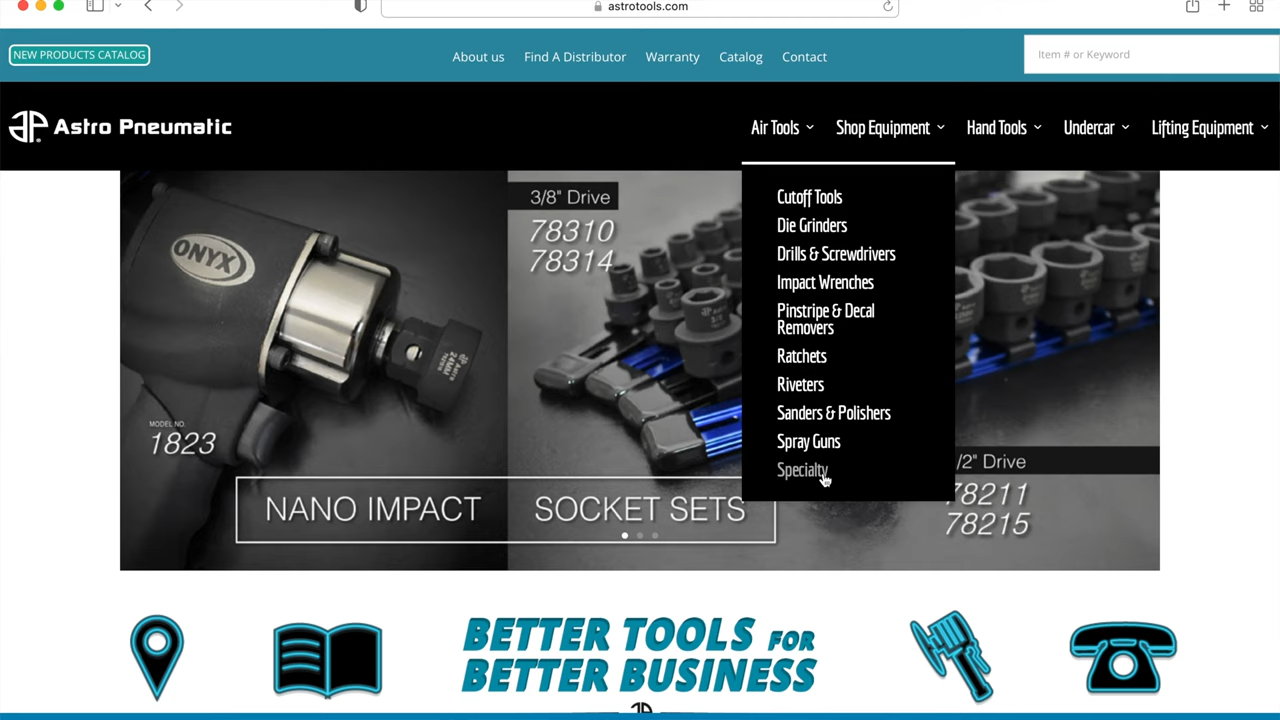 astrotools.com
NEW PRODUCTS CATALOG
About us
Find A Distributor
Warranty
Catalog
Contact
Item # or Keyword
Astro Pneumatic
Air Tools
Shop Equipment
Hand Tools
Undercar
Lifting Equipment
Cutoff Tools
Die Grinders
Drills & Screwdrivers
Impact Wrenches
Pinstripe & Decal
Removers
Ratchets
Riveters
Sanders & Polishers
Spray Guns
Specialty
ONYX
24MM
MODEL NO.
1823
3/8" Drive
78310
78314
/2" Drive
78211
78215
NANO IMPACT SOCKET SETS
BETTER TOOLS FOR
BETTER BUSINESS